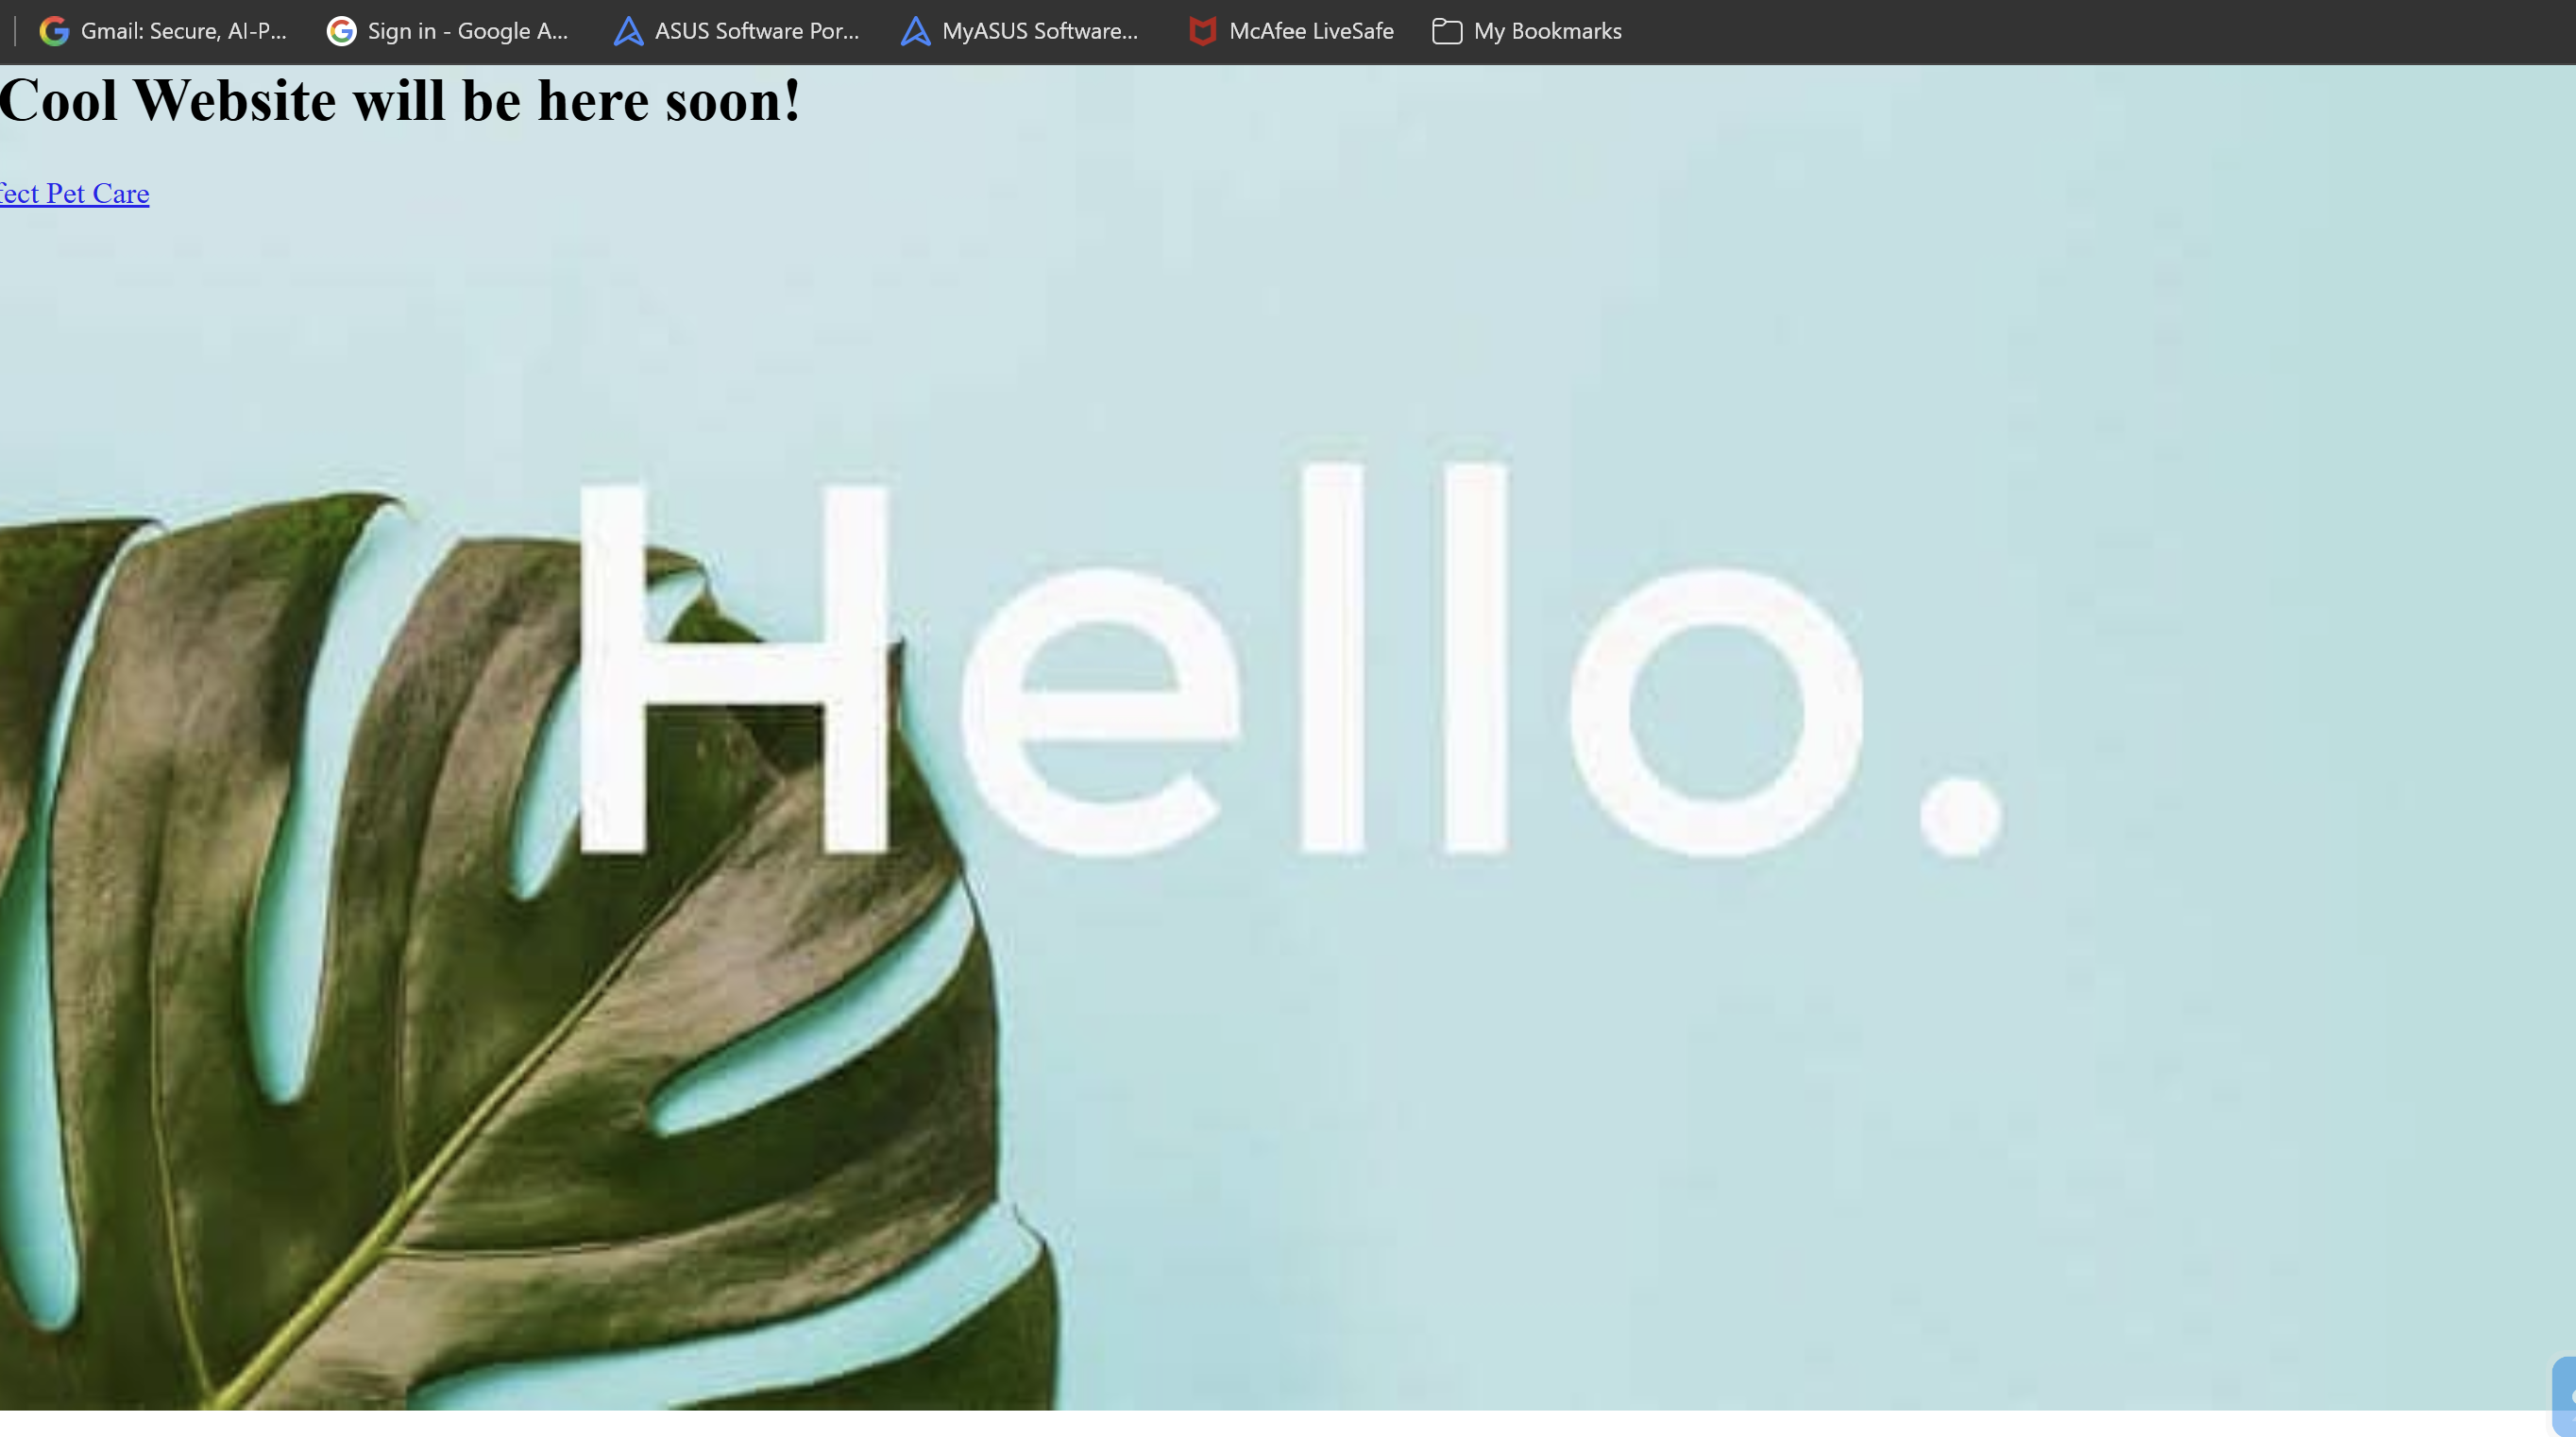 Gmail: Secure, AI-P... Sign in - Google A... ASUS Software Por... MyASUS Software... McAfee LiveSafe My Bookmarks
Cool Website will be here soon!
fect Pet Care
Hello.